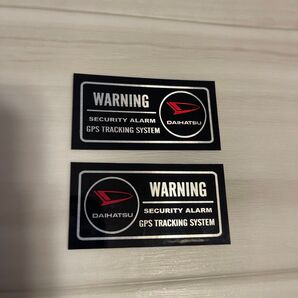 WARNING
SECURITY ALARM
GPS TRACKING SYSTEM
DAIHATSU
WARNING
SECURITY ALARM
GPS TRACKING SYSTEM
DAIHATSU